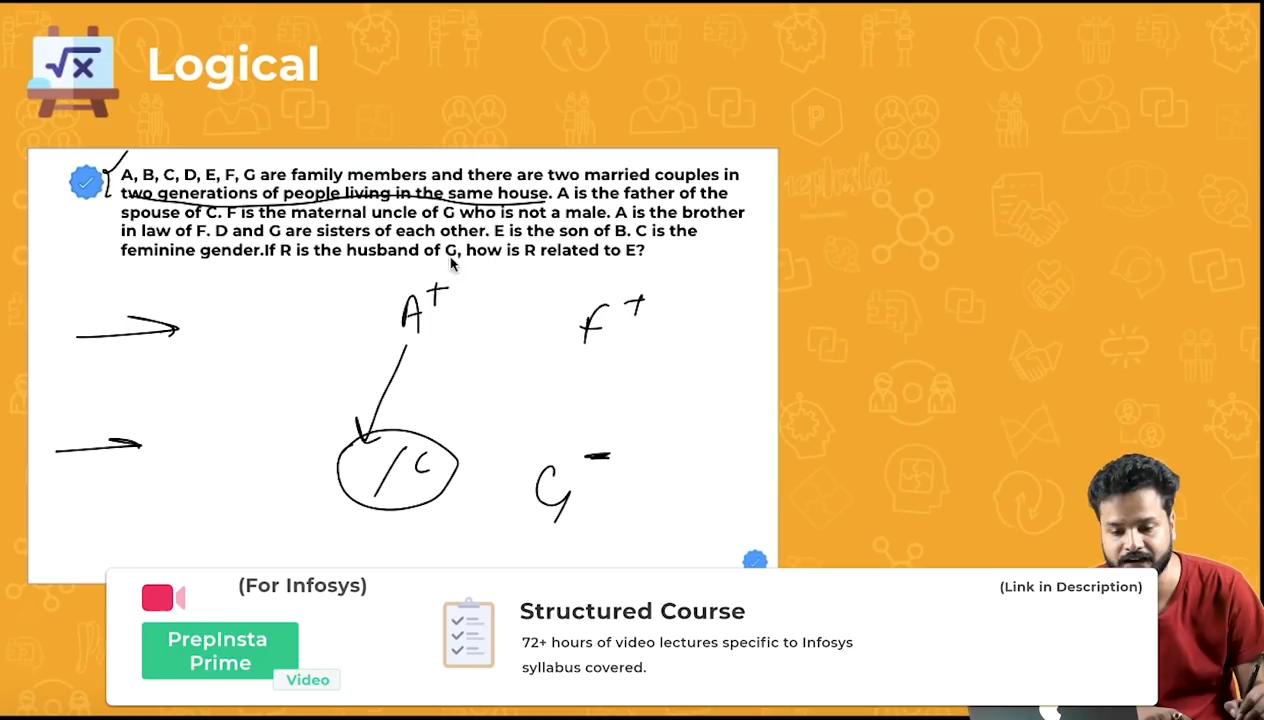 √x
Logical
A, B, C, D, E, F, G are family members and there are two married couples in
two generations of people living in the same house. A is the father of the
spouse of C. F is the maternal uncle of G who is not a male. A is the brother
in law of F. D and G are sisters of each other. E is the son of B. C is the
feminine gender.If R is the husband of G, how is R related to E?
A +
F +
/ C
G -
(For Infosys)
(Link in Description)
PrepInsta
Prime
Video
Structured Course
72+ hours of video lectures specific to Infosys
syllabus covered.